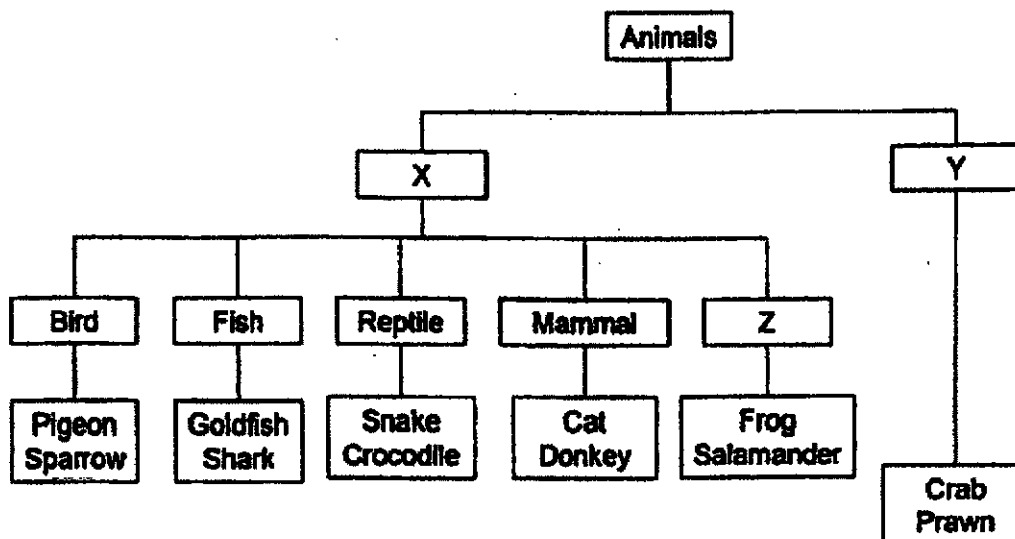 Animals
X
Y
Bird
Fish
Reptile
Mammal
Z
Pigeon
Sparrow
Goldfish
Shark
Snake
Crocodile
Cat
Donkey
Frog
Salamander
Crab
Prawn